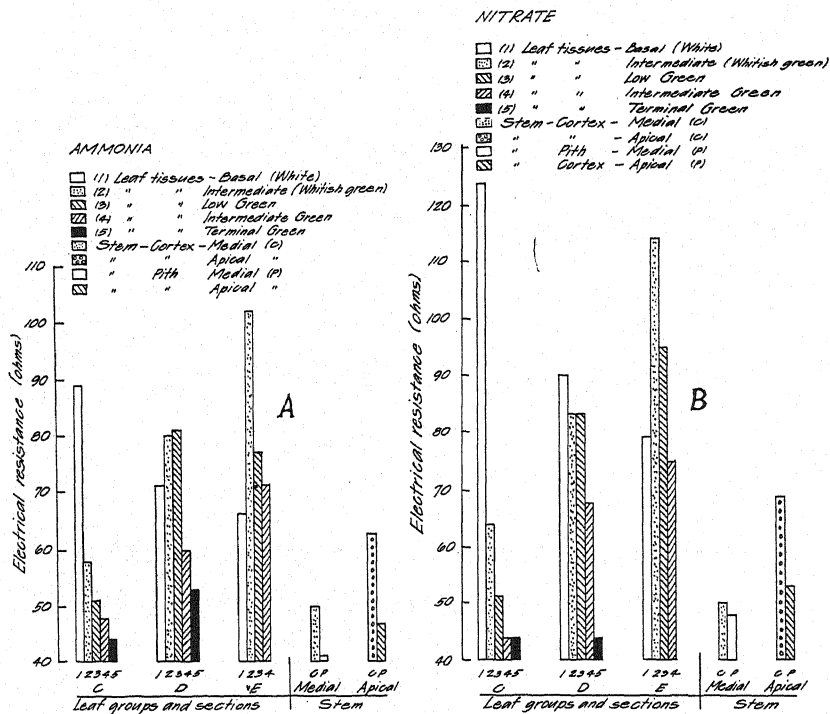 AMMONIA
(1) Leaf tissues - Basal (White)
(2) " " Intermediate (Whitish green)
(3) " " Low Green
(4) " " Intermediate Green
(5) " " Terminal Green
Stem - Cortex - Medial (C)
" " Apical "
" Pith Medial (P)
" " Apical "
Electrical resistance (ohms)
110
100
90
80
70
60
50
40
A
1 2 3 4 5
1 2 3 4 5
1 2 3 4
C P
C P
C
D
E
Medial
Apical
Leaf groups and sections
Stem
NITRATE
(1) Leaf tissues - Basal (White)
(2) " " Intermediate (Whitish green)
(3) " " Low Green
(4) " " Intermediate Green
(5) " " Terminal Green
Stem - Cortex - Medial (C)
" " - Apical (C)
" Pith - Medial (P)
" Cortex - Apical (P)
Electrical resistance (ohms)
130
120
110
100
90
80
70
60
50
40
B
1 2 3 4 5
1 2 3 4 5
1 2 3 4
C P
C P
C
D
E
Medial
Apical
Leaf groups and sections
Stem